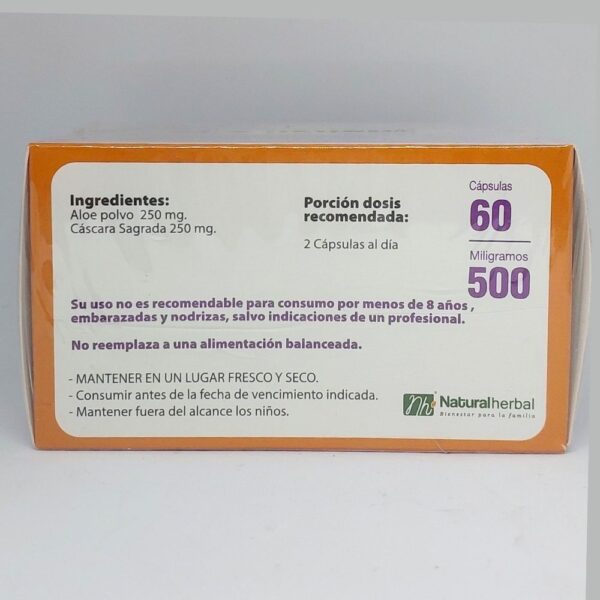 Ingredientes:
Aloe polvo 250 mg.
Cáscara Sagrada 250 mg.
Porción dosis
recomendada:
2 Cápsulas al día
Cápsulas
60
Miligramos
500
Su uso no es recomendable para consumo por menos de 8 años ,
embarazadas y nodrizas, salvo indicaciones de un profesional.
No reemplaza a una alimentación balanceada.
- MANTENER EN UN LUGAR FRESCO Y SECO.
- Consumir antes de la fecha de vencimiento indicada.
- Mantener fuera del alcance los niños.
nh Naturalherbal
Bienestar para la familia